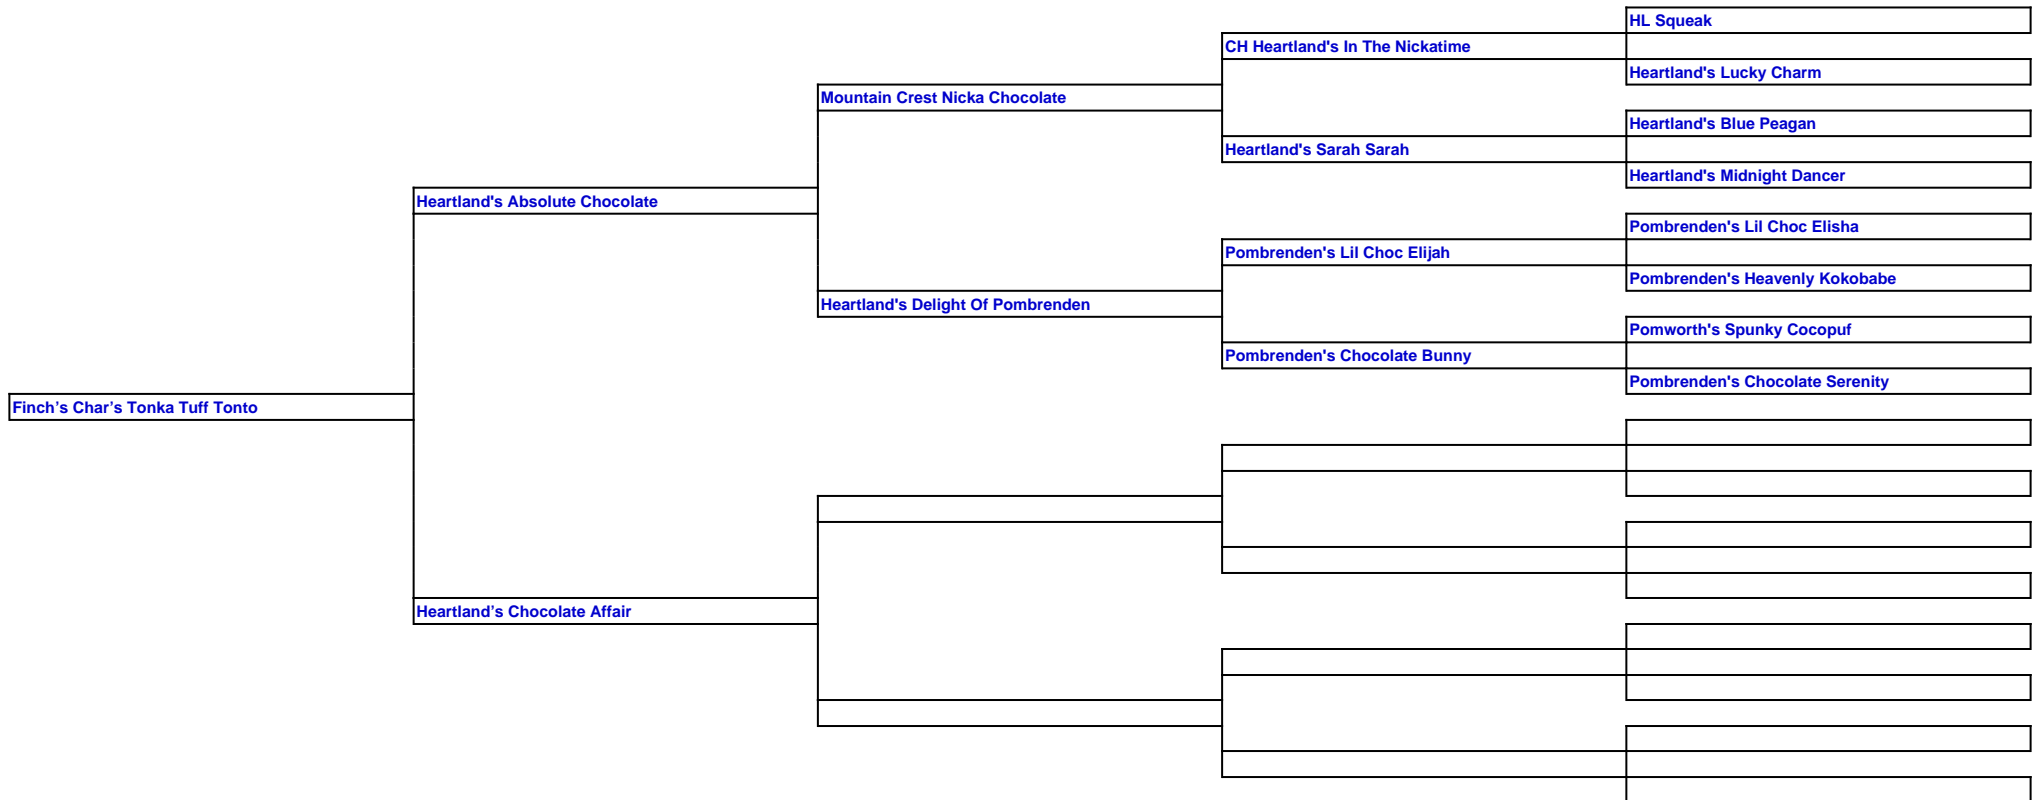 HL Squeak
CH Heartland's In The Nickatime
Heartland's Lucky Charm
Mountain Crest Nicka Chocolate
Heartland's Blue Peagan
Heartland's Sarah Sarah
Heartland's Midnight Dancer
Heartland's Absolute Chocolate
Pombrenden's Lil Choc Elisha
Pombrenden's Lil Choc Elijah
Pombrenden's Heavenly Kokobabe
Heartland's Delight Of Pombrenden
Pomworth's Spunky Cocopuf
Pombrenden's Chocolate Bunny
Pombrenden's Chocolate Serenity
Finch’s Char’s Tonka Tuff Tonto
Heartland’s Chocolate Affair